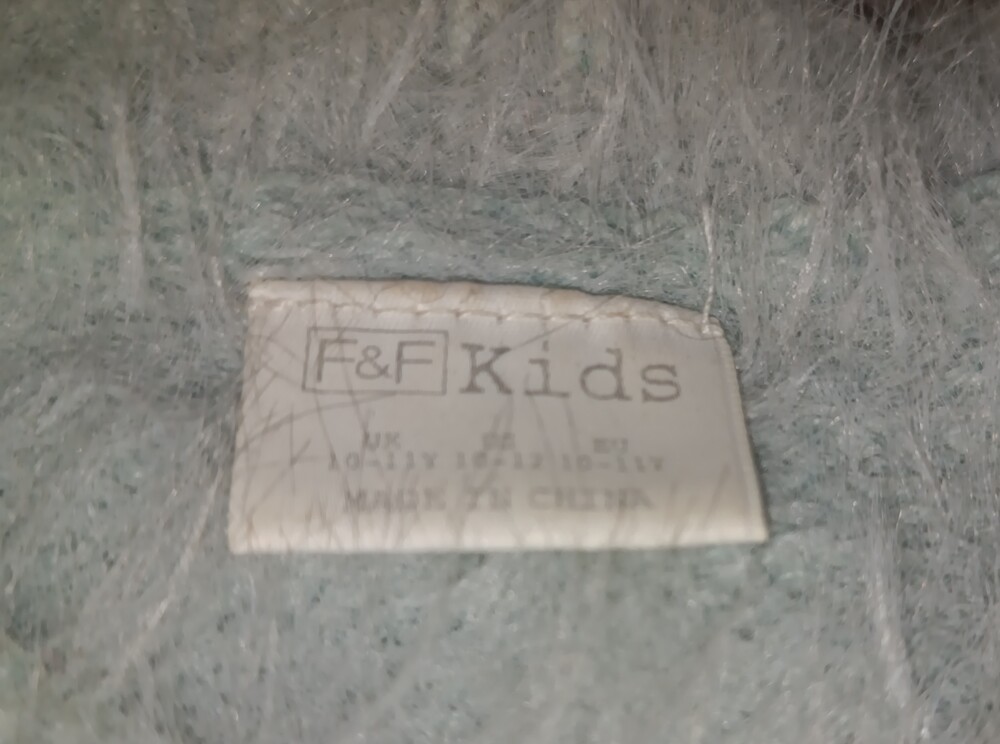 F&F Kids
UK US EU
10-11Y 10-12 10-11Y
MADE IN CHINA